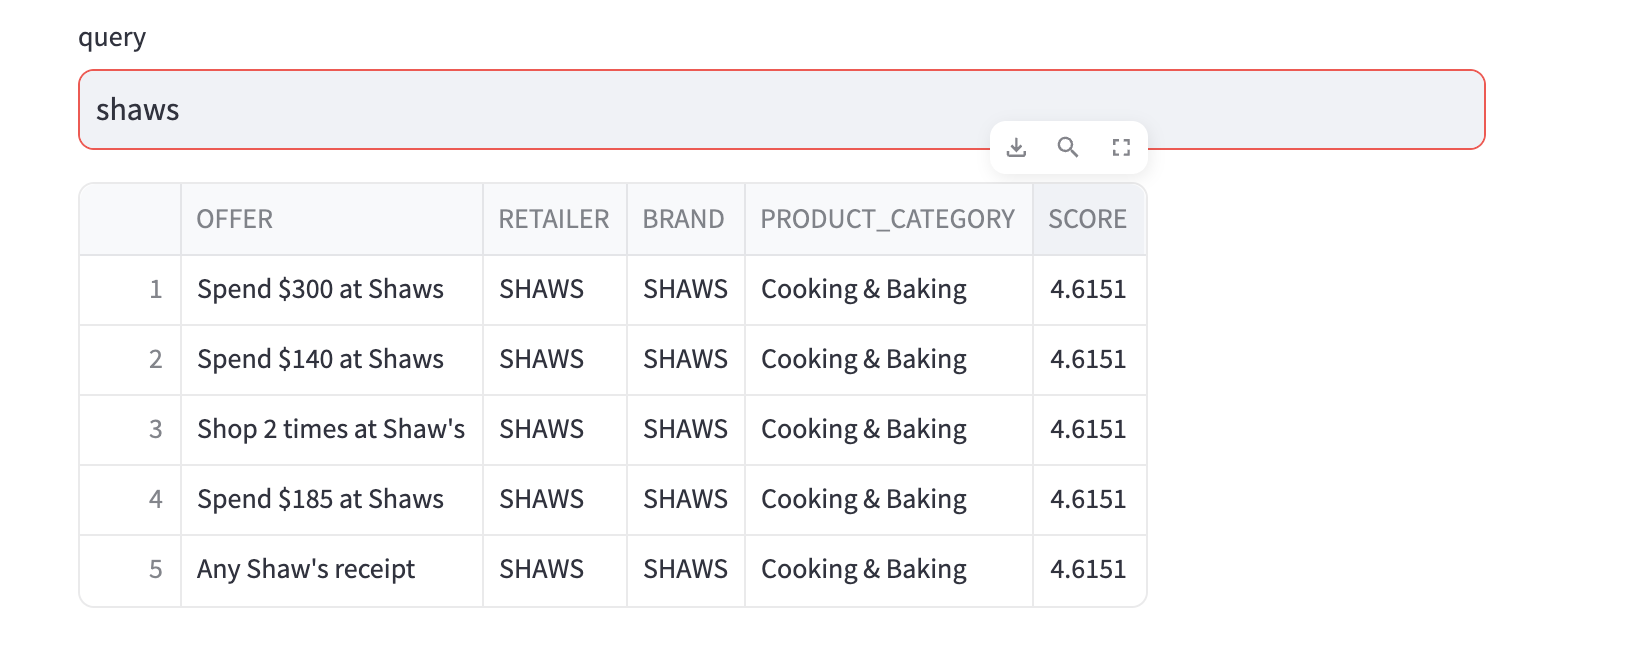 query
shaws
OFFER RETAILER BRAND PRODUCT_CATEGORY SCORE
1 Spend $300 at Shaws SHAWS SHAWS Cooking & Baking 4.6151
2 Spend $140 at Shaws SHAWS SHAWS Cooking & Baking 4.6151
3 Shop 2 times at Shaw's SHAWS SHAWS Cooking & Baking 4.6151
4 Spend $185 at Shaws SHAWS SHAWS Cooking & Baking 4.6151
5 Any Shaw's receipt SHAWS SHAWS Cooking & Baking 4.6151